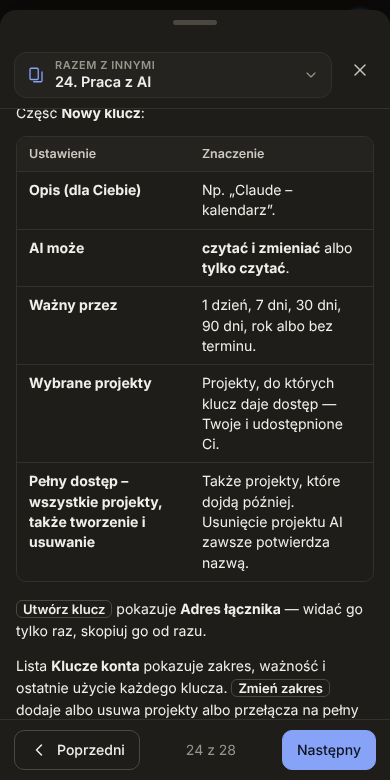 RAZEM Z INNYMI
24. Praca z AI
Część Nowy klucz:
Ustawienie
Znaczenie
Opis (dla Ciebie)
Np. „Claude –
kalendarz”.
AI może
czytać i zmieniać albo
tylko czytać.
Ważny przez
1 dzień, 7 dni, 30 dni,
90 dni, rok albo bez
terminu.
Wybrane projekty
Projekty, do których
klucz daje dostęp —
Twoje i udostępnione
Ci.
Pełny dostęp –
wszystkie projekty,
także tworzenie i
usuwanie
Także projekty, które
dojdą później.
Usunięcie projektu AI
zawsze potwierdza
nazwą.
Utwórz klucz pokazuje Adres łącznika — widać go
tylko raz, skopiuj go od razu.
Lista Klucze konta pokazuje zakres, ważność i
ostatnie użycie każdego klucza. Zmień zakres
dodaje albo usuwa projekty albo przełącza na pełny
Poprzedni
24 z 28
Następny